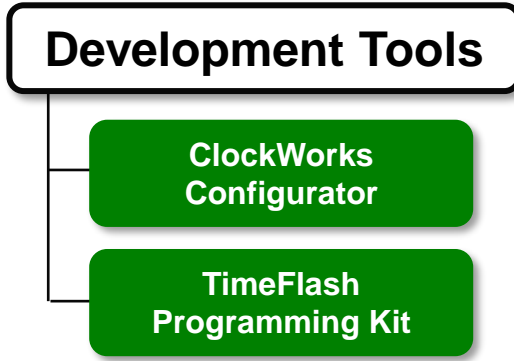 Development Tools
ClockWorks
Configurator
TimeFlash
Programming Kit